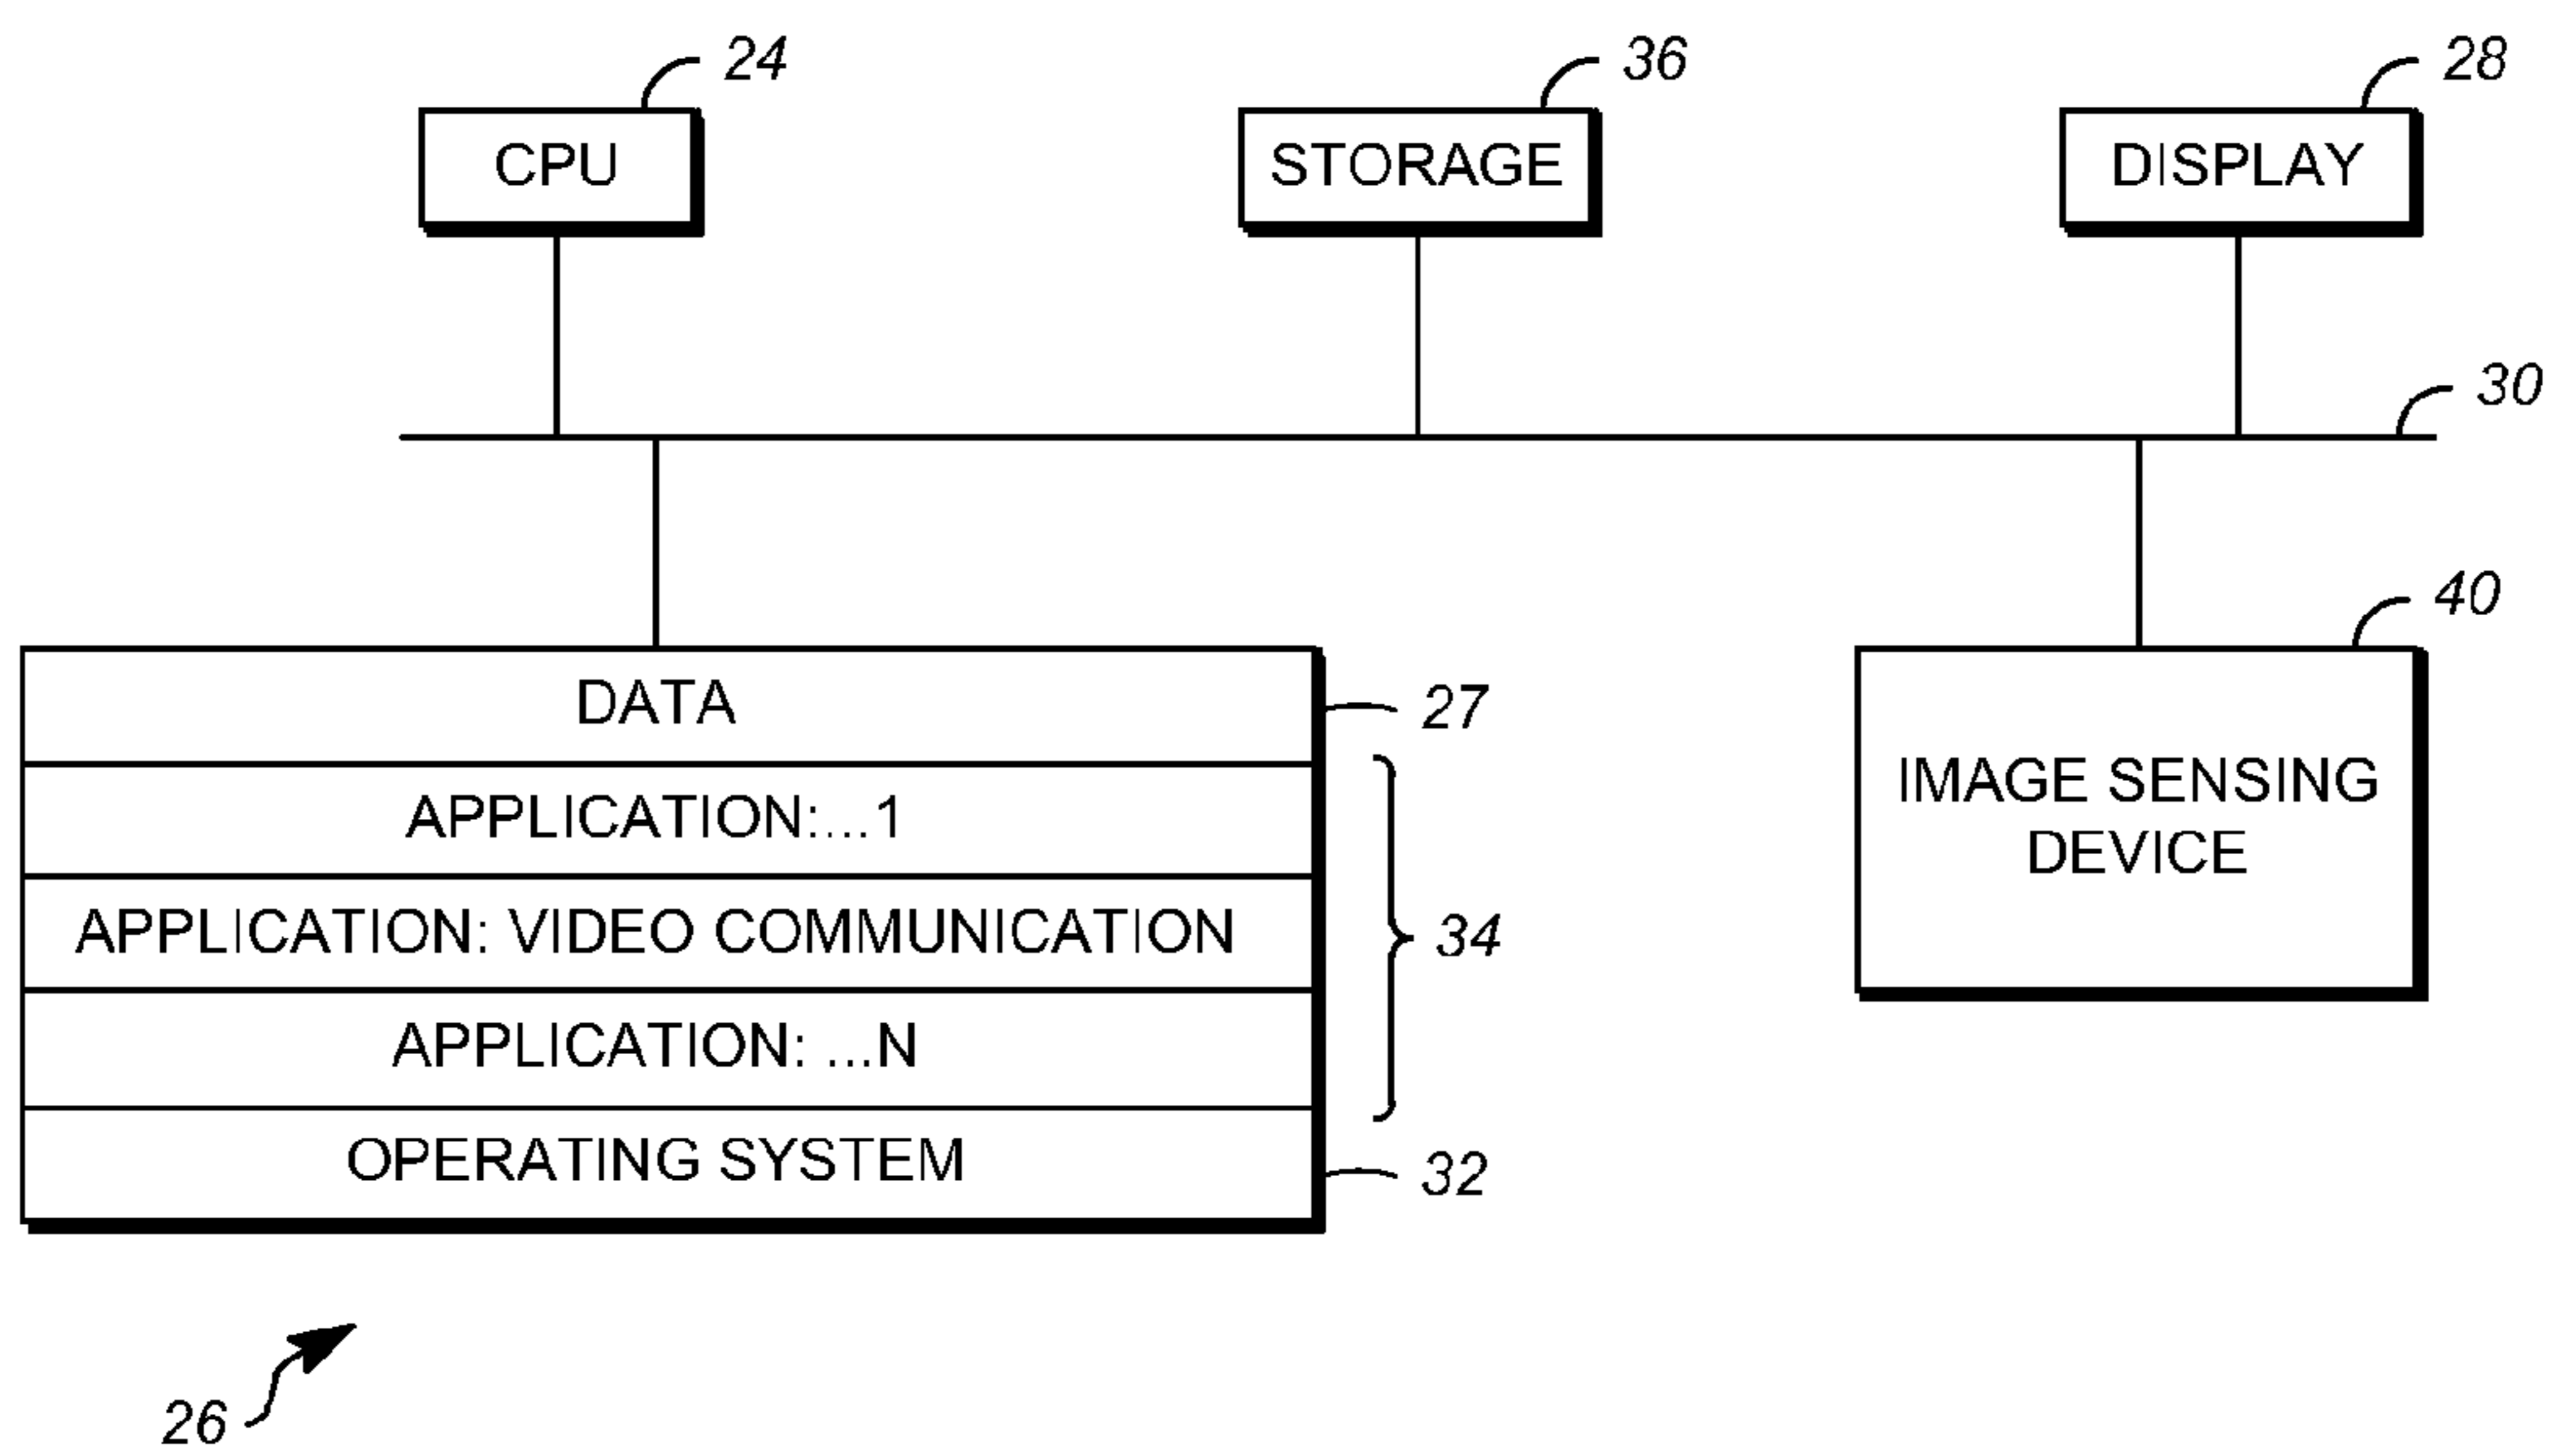 24
36
28
CPU
STORAGE
DISPLAY
30
40
DATA
27
IMAGE SENSING
DEVICE
APPLICATION:...1
APPLICATION: VIDEO COMMUNICATION
34
APPLICATION: ...N
OPERATING SYSTEM
32
26